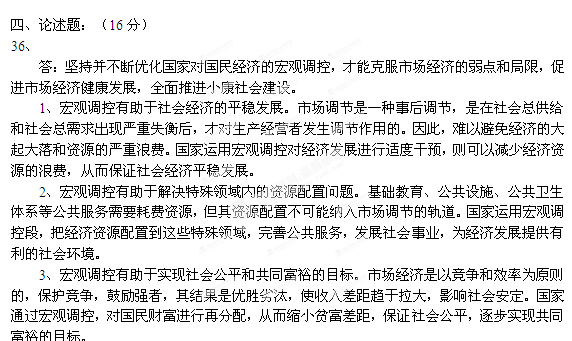 四、论述题：（16分）
36、
答：坚持并不断优化国家对国民经济的宏观调控，才能克服市场经济的弱点和局限，促
进市场经济健康发展，全面推进小康社会建设。
1、宏观调控有助于社会经济的平稳发展。市场调节是一种事后调节，是在社会总供给
和社会总需求出现严重失衡后，才对生产经营者发生调节作用的。因此，难以避免经济的大
起大落和资源的严重浪费。国家运用宏观调控对经济发展进行适度干预，则可以减少经济资
源的浪费，从而保证社会经济平稳发展。
2、宏观调控有助于解决特殊领域内的资源配置问题。基础教育、公共设施、公共卫生
体系等公共服务需要耗费资源，但其资源配置不可能纳入市场调节的轨道。国家运用宏观调
控段，把经济资源配置到这些特殊领域，完善公共服务，发展社会事业，为经济发展提供有
利的社会环境。
3、宏观调控有助于实现社会公平和共同富裕的目标。市场经济是以竞争和效率为原则
的，保护竞争，鼓励强者，其结果是优胜劣汰，使收入差距趋于拉大，影响社会安定。国家
通过宏观调控，对国民财富进行再分配，从而缩小贫富差距，保证社会公平，逐步实现共同
富裕的目标。